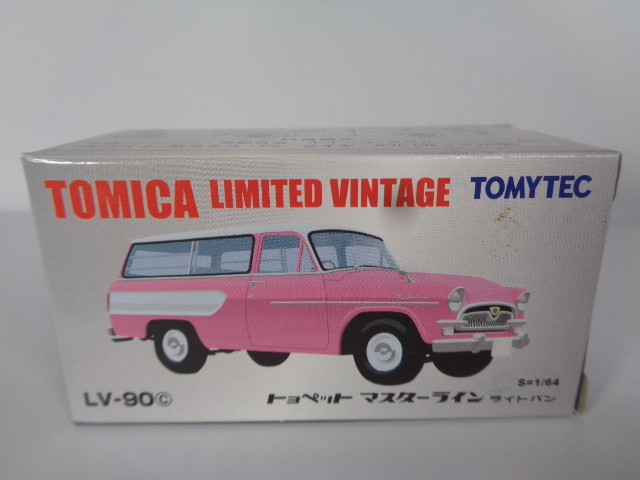 TOMICA LIMITED VINTAGE TOMYTEC
S=1/64
LV-90Ⓒ トヨペット マスターライン ライトバン